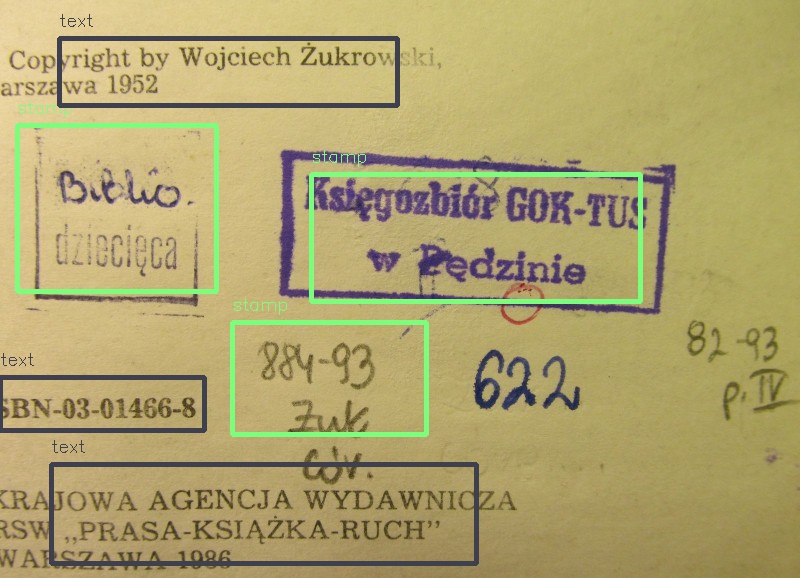 Copyright by Wojciech Żukrowski,
arszawa 1952
Biblio.
dziecięca
Księgozbiór GOK-TUS
w Będzinie
884-93
Żuk
Cór.
622
82-93
p. IV
SBN-03-01466-8
KRAJOWA AGENCJA WYDAWNICZA
RSW „PRASA-KSIĄŻKA-RUCH”
WARSZAWA 1986
text
stamp
stamp
stamp
text
text